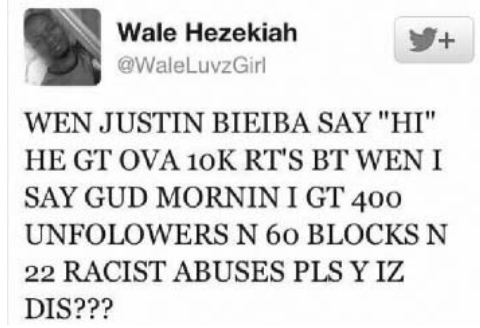 Wale Hezekiah
@WaleLuvzGirl
+
WEN JUSTIN BIEIBA SAY "HI"
HE GT OVA 10K RT'S BT WEN I
SAY GUD MORNIN I GT 400
UNFOLOWERS N 60 BLOCKS N
22 RACIST ABUSES PLS Y IZ
DIS???